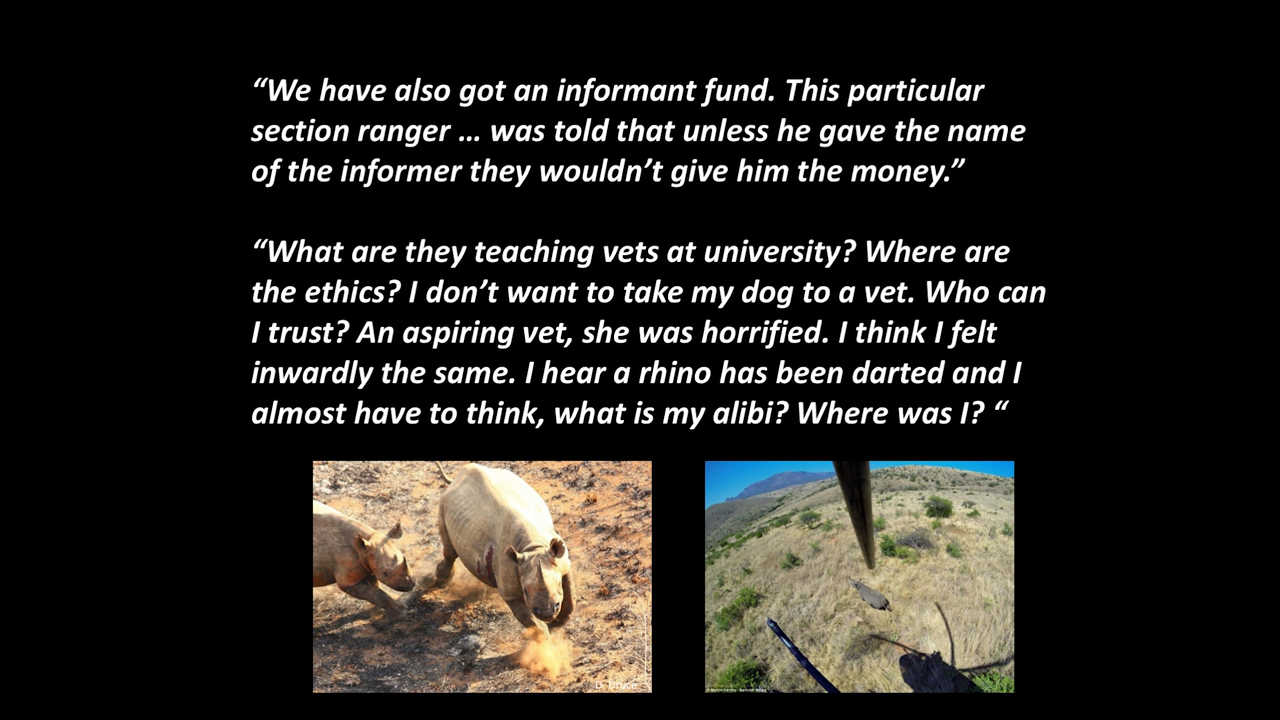 “We have also got an informant fund. This particular
section ranger … was told that unless he gave the name
of the informer they wouldn’t give him the money.”
“What are they teaching vets at university? Where are
the ethics? I don’t want to take my dog to a vet. Who can
I trust? An aspiring vet, she was horrified. I think I felt
inwardly the same. I hear a rhino has been darted and I
almost have to think, what is my alibi? Where was I? “